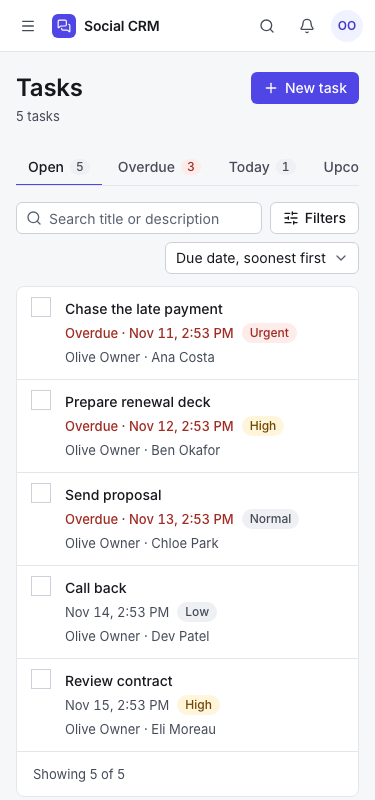 Social CRM
OO
Tasks
New task
5 tasks
Open 5 Overdue 3 Today 1 Upco
Search title or description
Filters
Due date, soonest first
Chase the late payment
Overdue · Nov 11, 2:53 PM Urgent
Olive Owner · Ana Costa
Prepare renewal deck
Overdue · Nov 12, 2:53 PM High
Olive Owner · Ben Okafor
Send proposal
Overdue · Nov 13, 2:53 PM Normal
Olive Owner · Chloe Park
Call back
Nov 14, 2:53 PM Low
Olive Owner · Dev Patel
Review contract
Nov 15, 2:53 PM High
Olive Owner · Eli Moreau
Showing 5 of 5